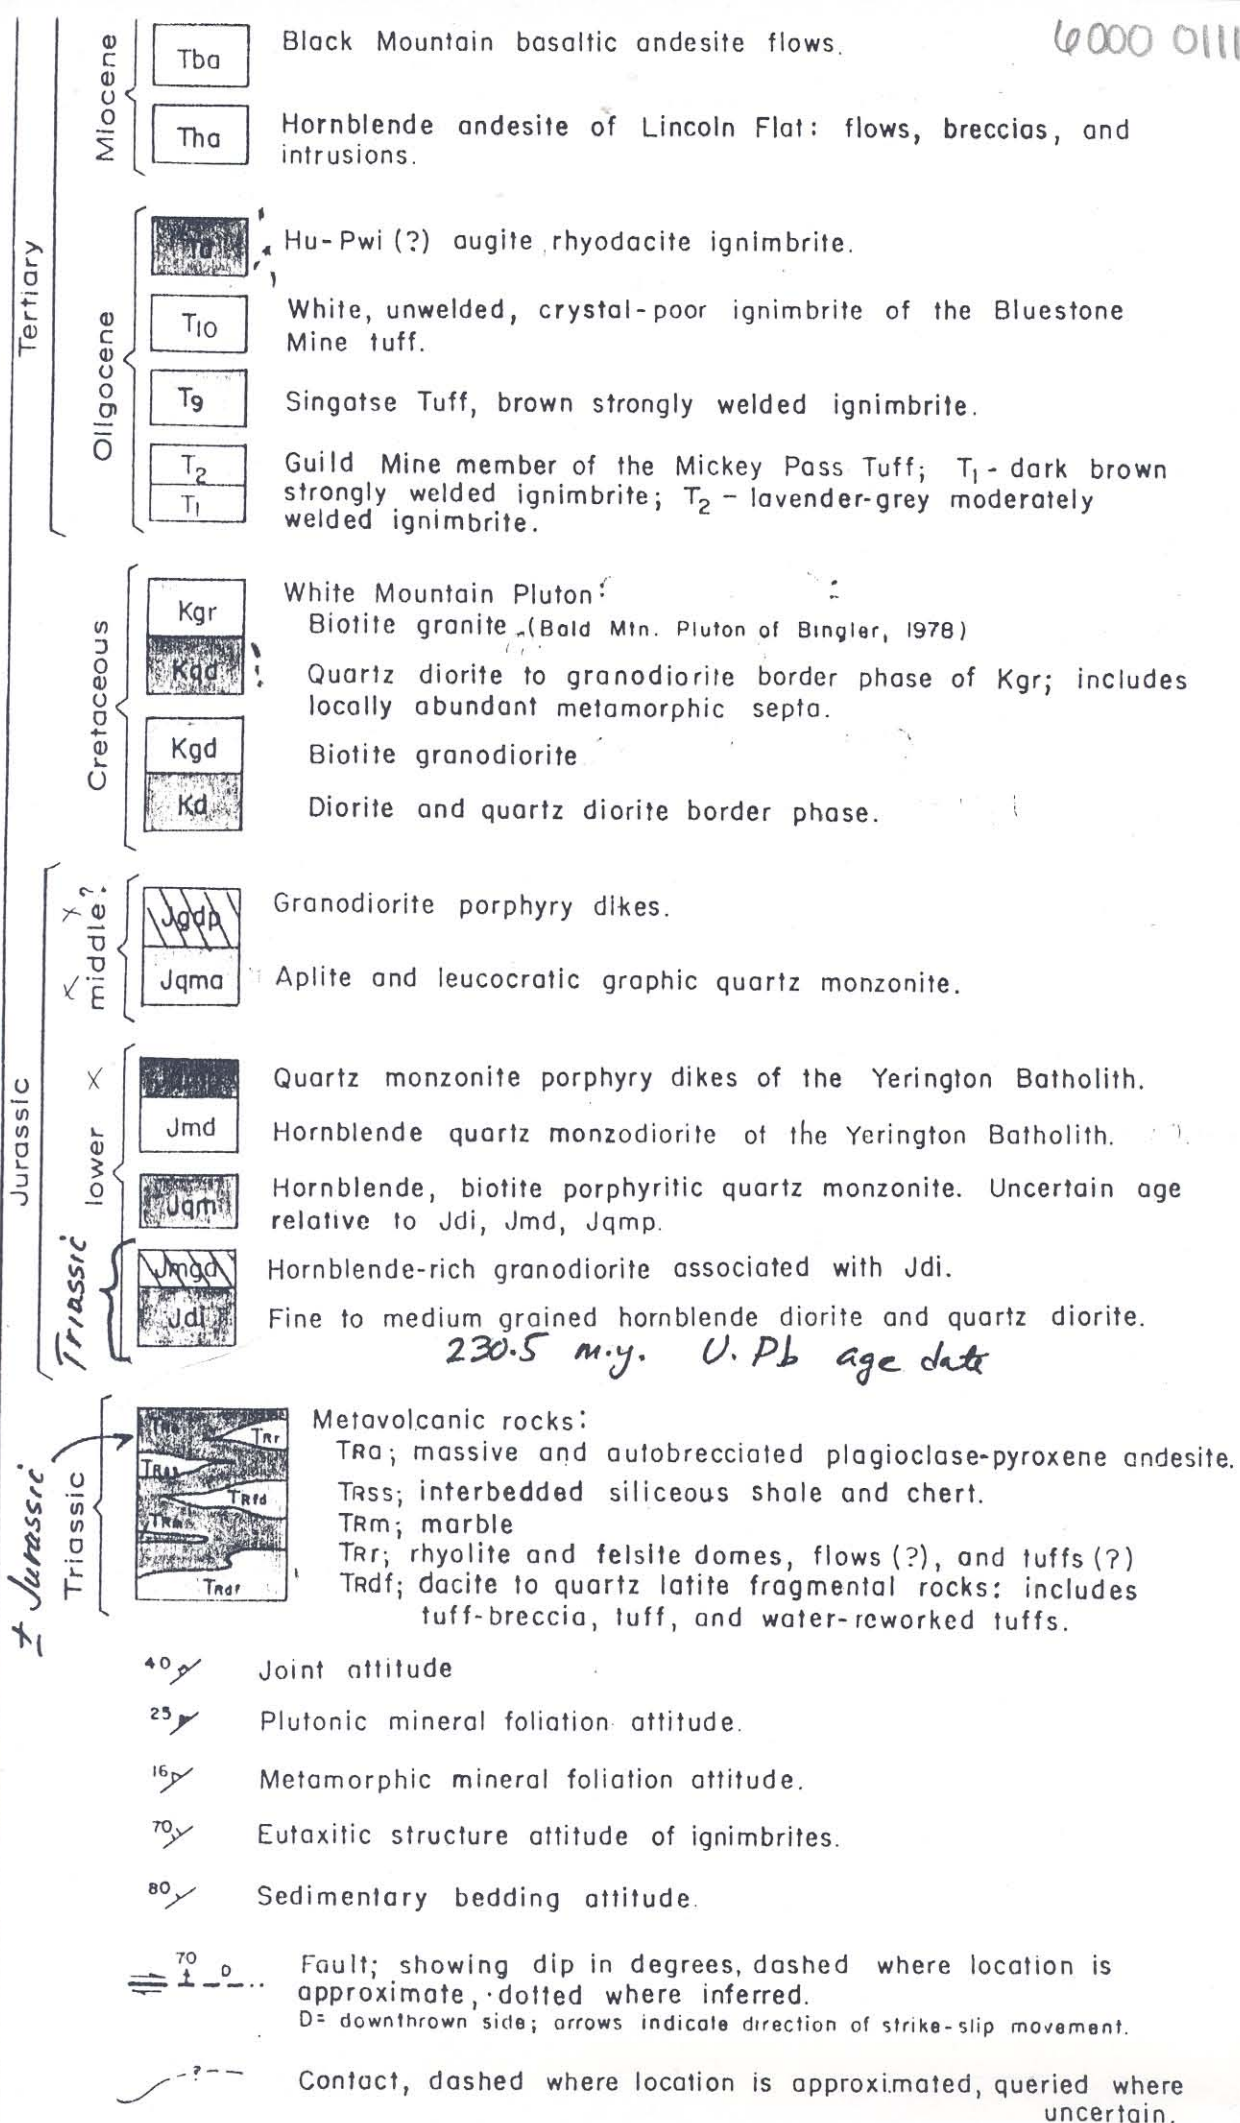 6000 0111
Tertiary
Miocene
Tba Black Mountain basaltic andesite flows.
Tha Hornblende andesite of Lincoln Flat: flows, breccias, and
intrusions.
Oligocene
Hu-Pwi (?) augite rhyodacite ignimbrite.
T10 White, unwelded, crystal-poor ignimbrite of the Bluestone
Mine tuff.
T9 Singatse Tuff, brown strongly welded ignimbrite.
T2 Guild Mine member of the Mickey Pass Tuff; T1 - dark brown
T1 strongly welded ignimbrite; T2 - lavender-grey moderately
welded ignimbrite.
Cretaceous
White Mountain Pluton:
Kgr Biotite granite (Bald Mtn. Pluton of Bingler, 1978)
Kqd Quartz diorite to granodiorite border phase of Kgr; includes
locally abundant metamorphic septa.
Kgd Biotite granodiorite
Kd Diorite and quartz diorite border phase.
Jurassic
x middle? x
Jgdp Granodiorite porphyry dikes.
Jqma Aplite and leucocratic graphic quartz monzonite.
lower x
Quartz monzonite porphyry dikes of the Yerington Batholith.
Jmd Hornblende quartz monzodiorite of the Yerington Batholith.
Jqm Hornblende, biotite porphyritic quartz monzonite. Uncertain age
relative to Jdi, Jmd, Jqmp.
Triassic
Jmgd Hornblende-rich granodiorite associated with Jdi.
Jdi Fine to medium grained hornblende diorite and quartz diorite.
230.5 m.y. U.Pb age date
± Jurassic
Triassic
TRa TRr TRss TRfd TRm TRdf
Metavolcanic rocks:
TRa; massive and autobrecciated plagioclase-pyroxene andesite.
TRss; interbedded siliceous shale and chert.
TRm; marble
TRr; rhyolite and felsite domes, flows (?), and tuffs (?)
TRdf; dacite to quartz latite fragmental rocks: includes
tuff-breccia, tuff, and water-reworked tuffs.
40 Joint attitude
25 Plutonic mineral foliation attitude.
16 Metamorphic mineral foliation attitude.
70 Eutaxitic structure attitude of ignimbrites.
80 Sedimentary bedding attitude.
70 D Fault; showing dip in degrees, dashed where location is
approximate, dotted where inferred.
D= downthrown side; arrows indicate direction of strike-slip movement.
? Contact, dashed where location is approximated, queried where
uncertain.